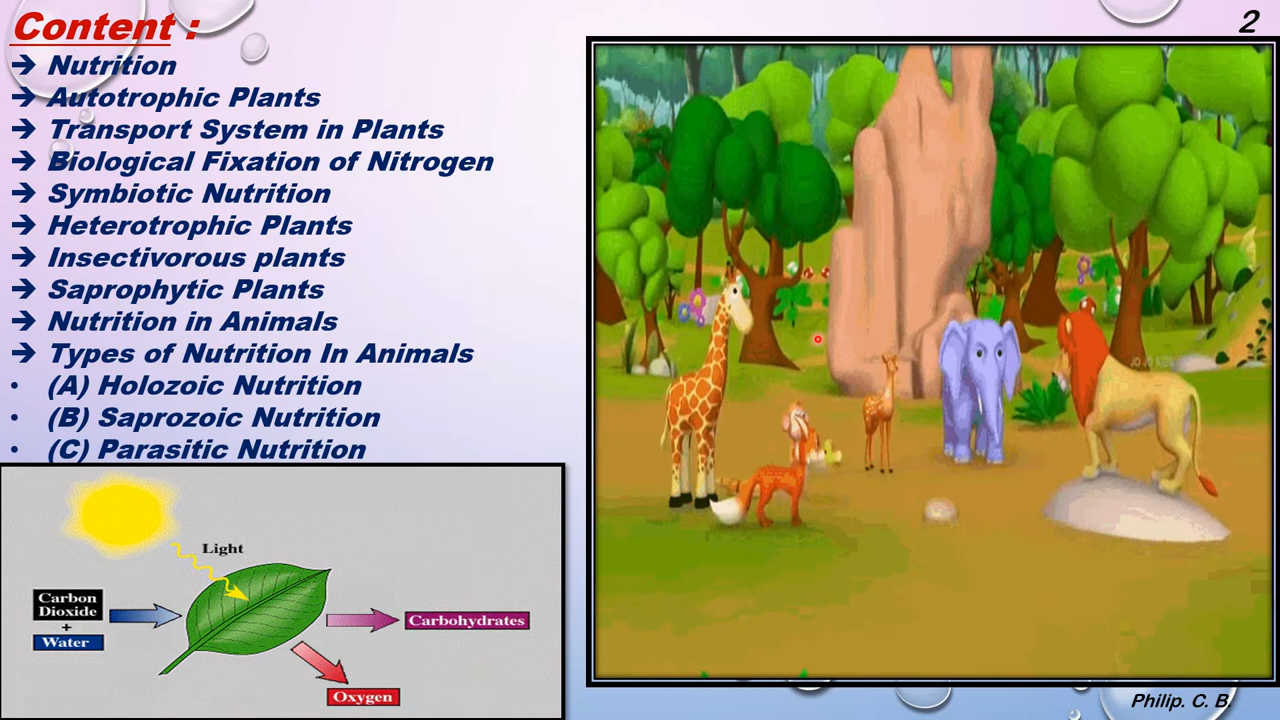 Content :
2
➔ Nutrition
➔ Autotrophic Plants
➔ Transport System in Plants
➔ Biological Fixation of Nitrogen
➔ Symbiotic Nutrition
➔ Heterotrophic Plants
➔ Insectivorous plants
➔ Saprophytic Plants
➔ Nutrition in Animals
➔ Types of Nutrition In Animals
• (A) Holozoic Nutrition
• (B) Saprozoic Nutrition
• (C) Parasitic Nutrition
Light
Carbon
Dioxide
+
Water
Carbohydrates
Oxygen
JOJO KIDS
Philip. C. B.